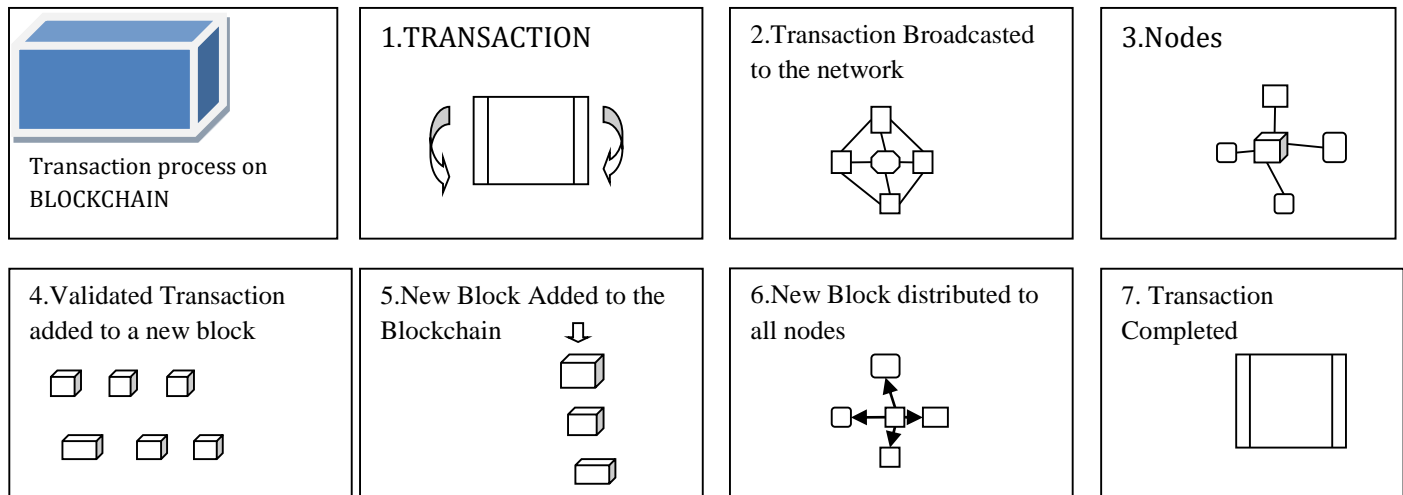 Transaction process on
BLOCKCHAIN
1.TRANSACTION
2.Transaction Broadcasted
to the network
3.Nodes
4.Validated Transaction
added to a new block
5.New Block Added to the
Blockchain
6.New Block distributed to
all nodes
7. Transaction
Completed